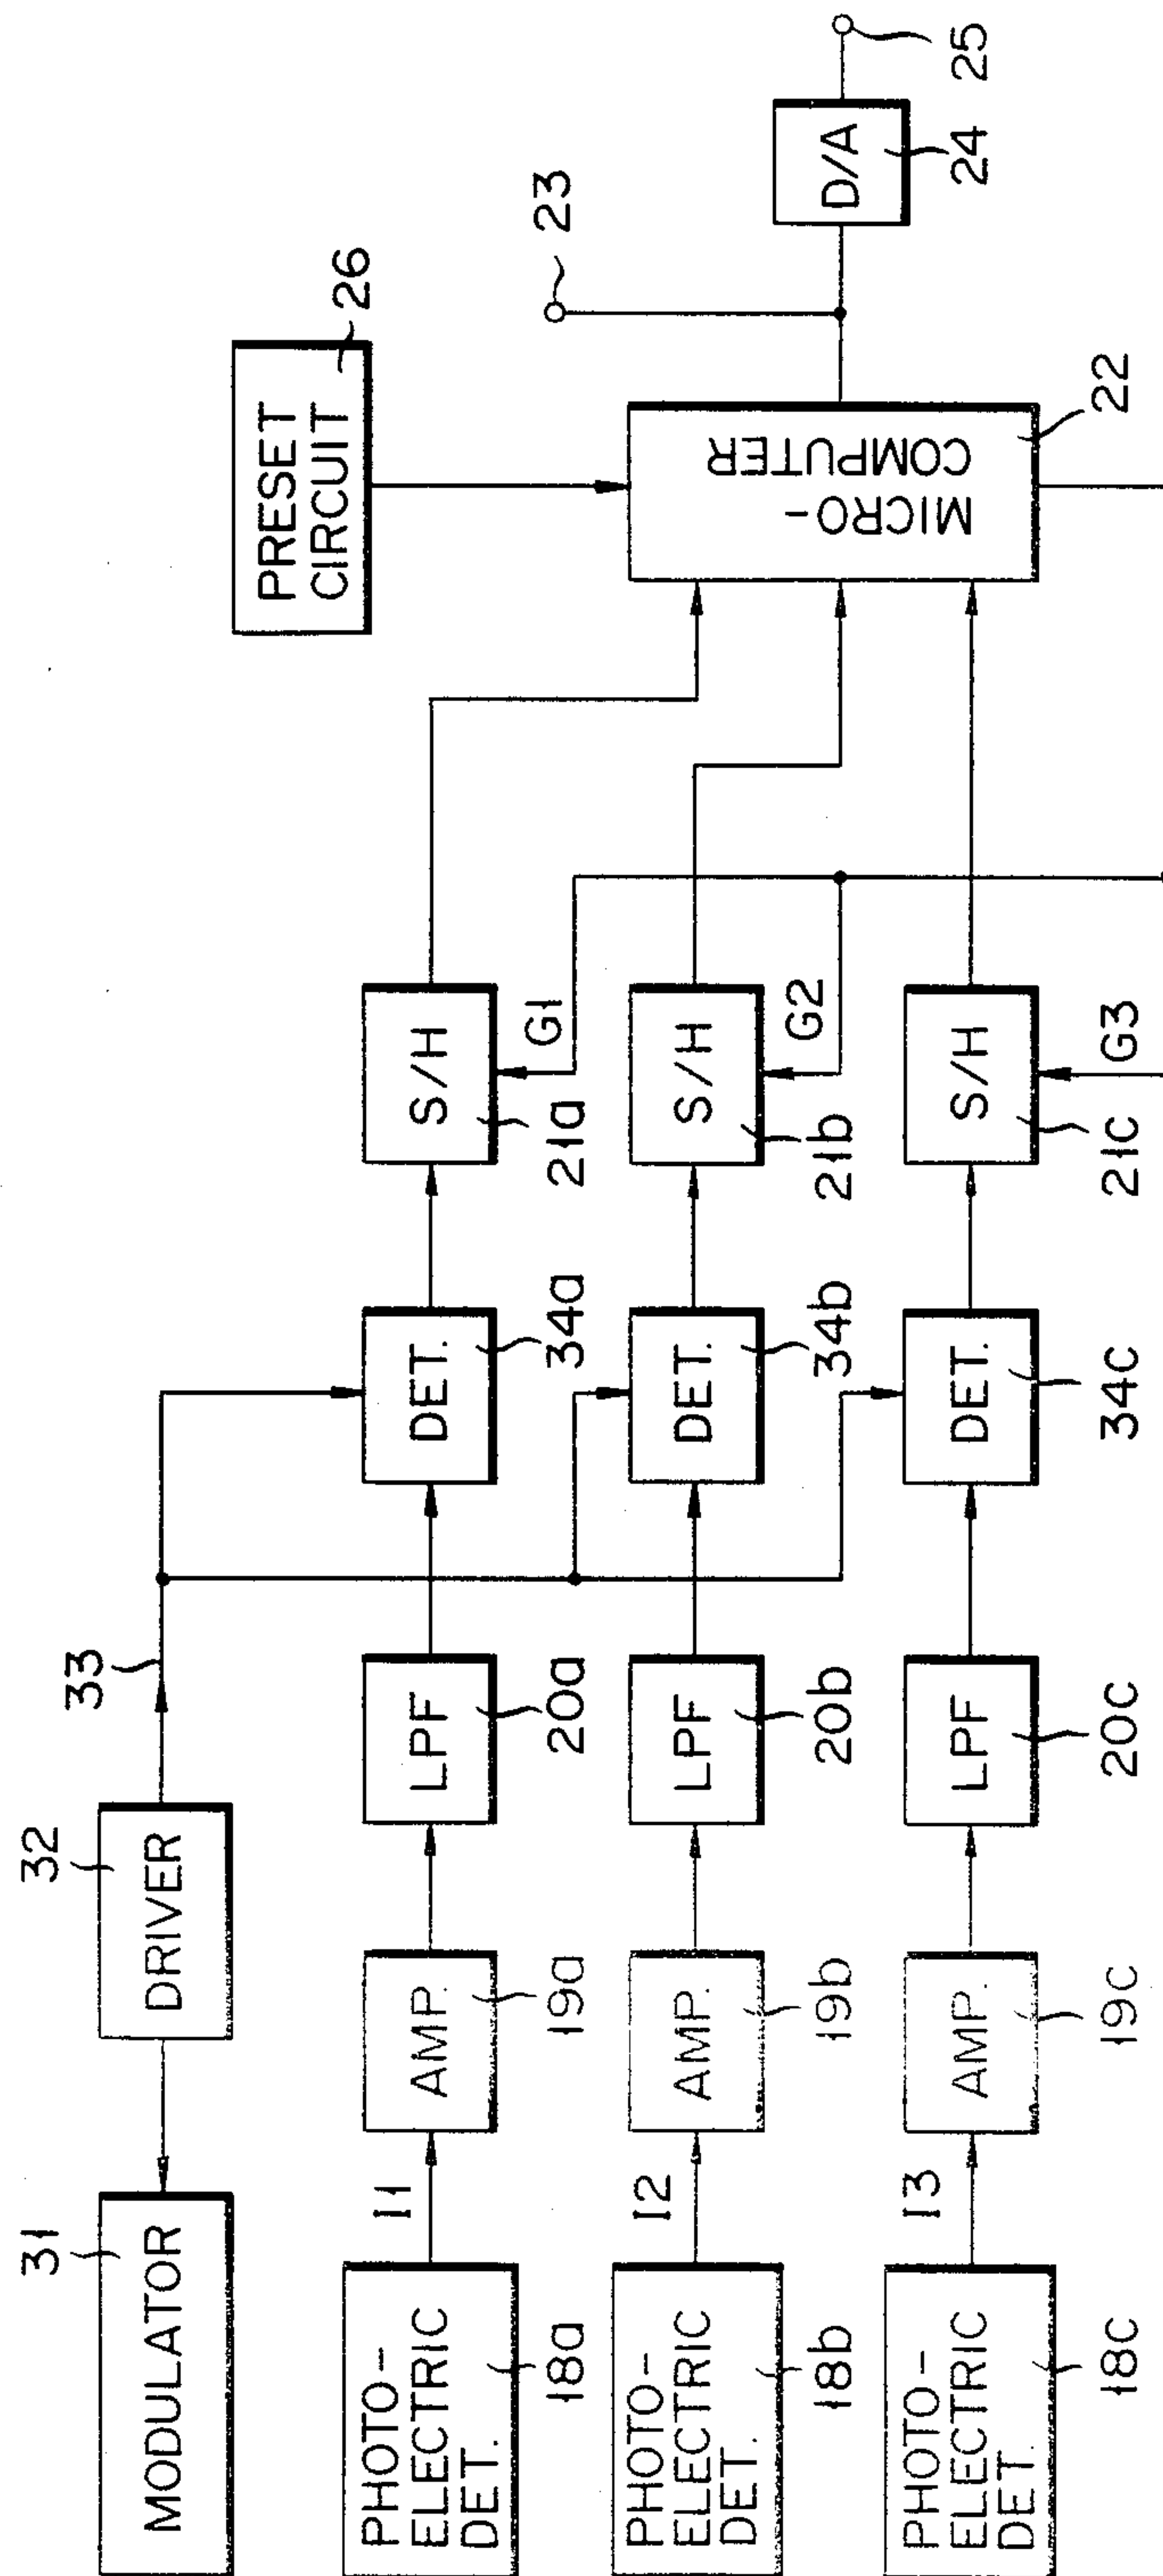 31
MODULATOR
32
DRIVER
33
PHOTO-
ELECTRIC
DET.
18a
I1
AMP.
19a
LPF
20a
DET.
34a
S/H
21a
G1
PHOTO-
ELECTRIC
DET.
18b
I2
AMP.
19b
LPF
20b
DET.
34b
S/H
21b
G2
PHOTO-
ELECTRIC
DET.
18c
I3
AMP.
19c
LPF
20c
DET.
34c
S/H
21c
G3
PRESET
CIRCUIT
26
MICRO-
COMPUTER
22
23
D/A
24
25